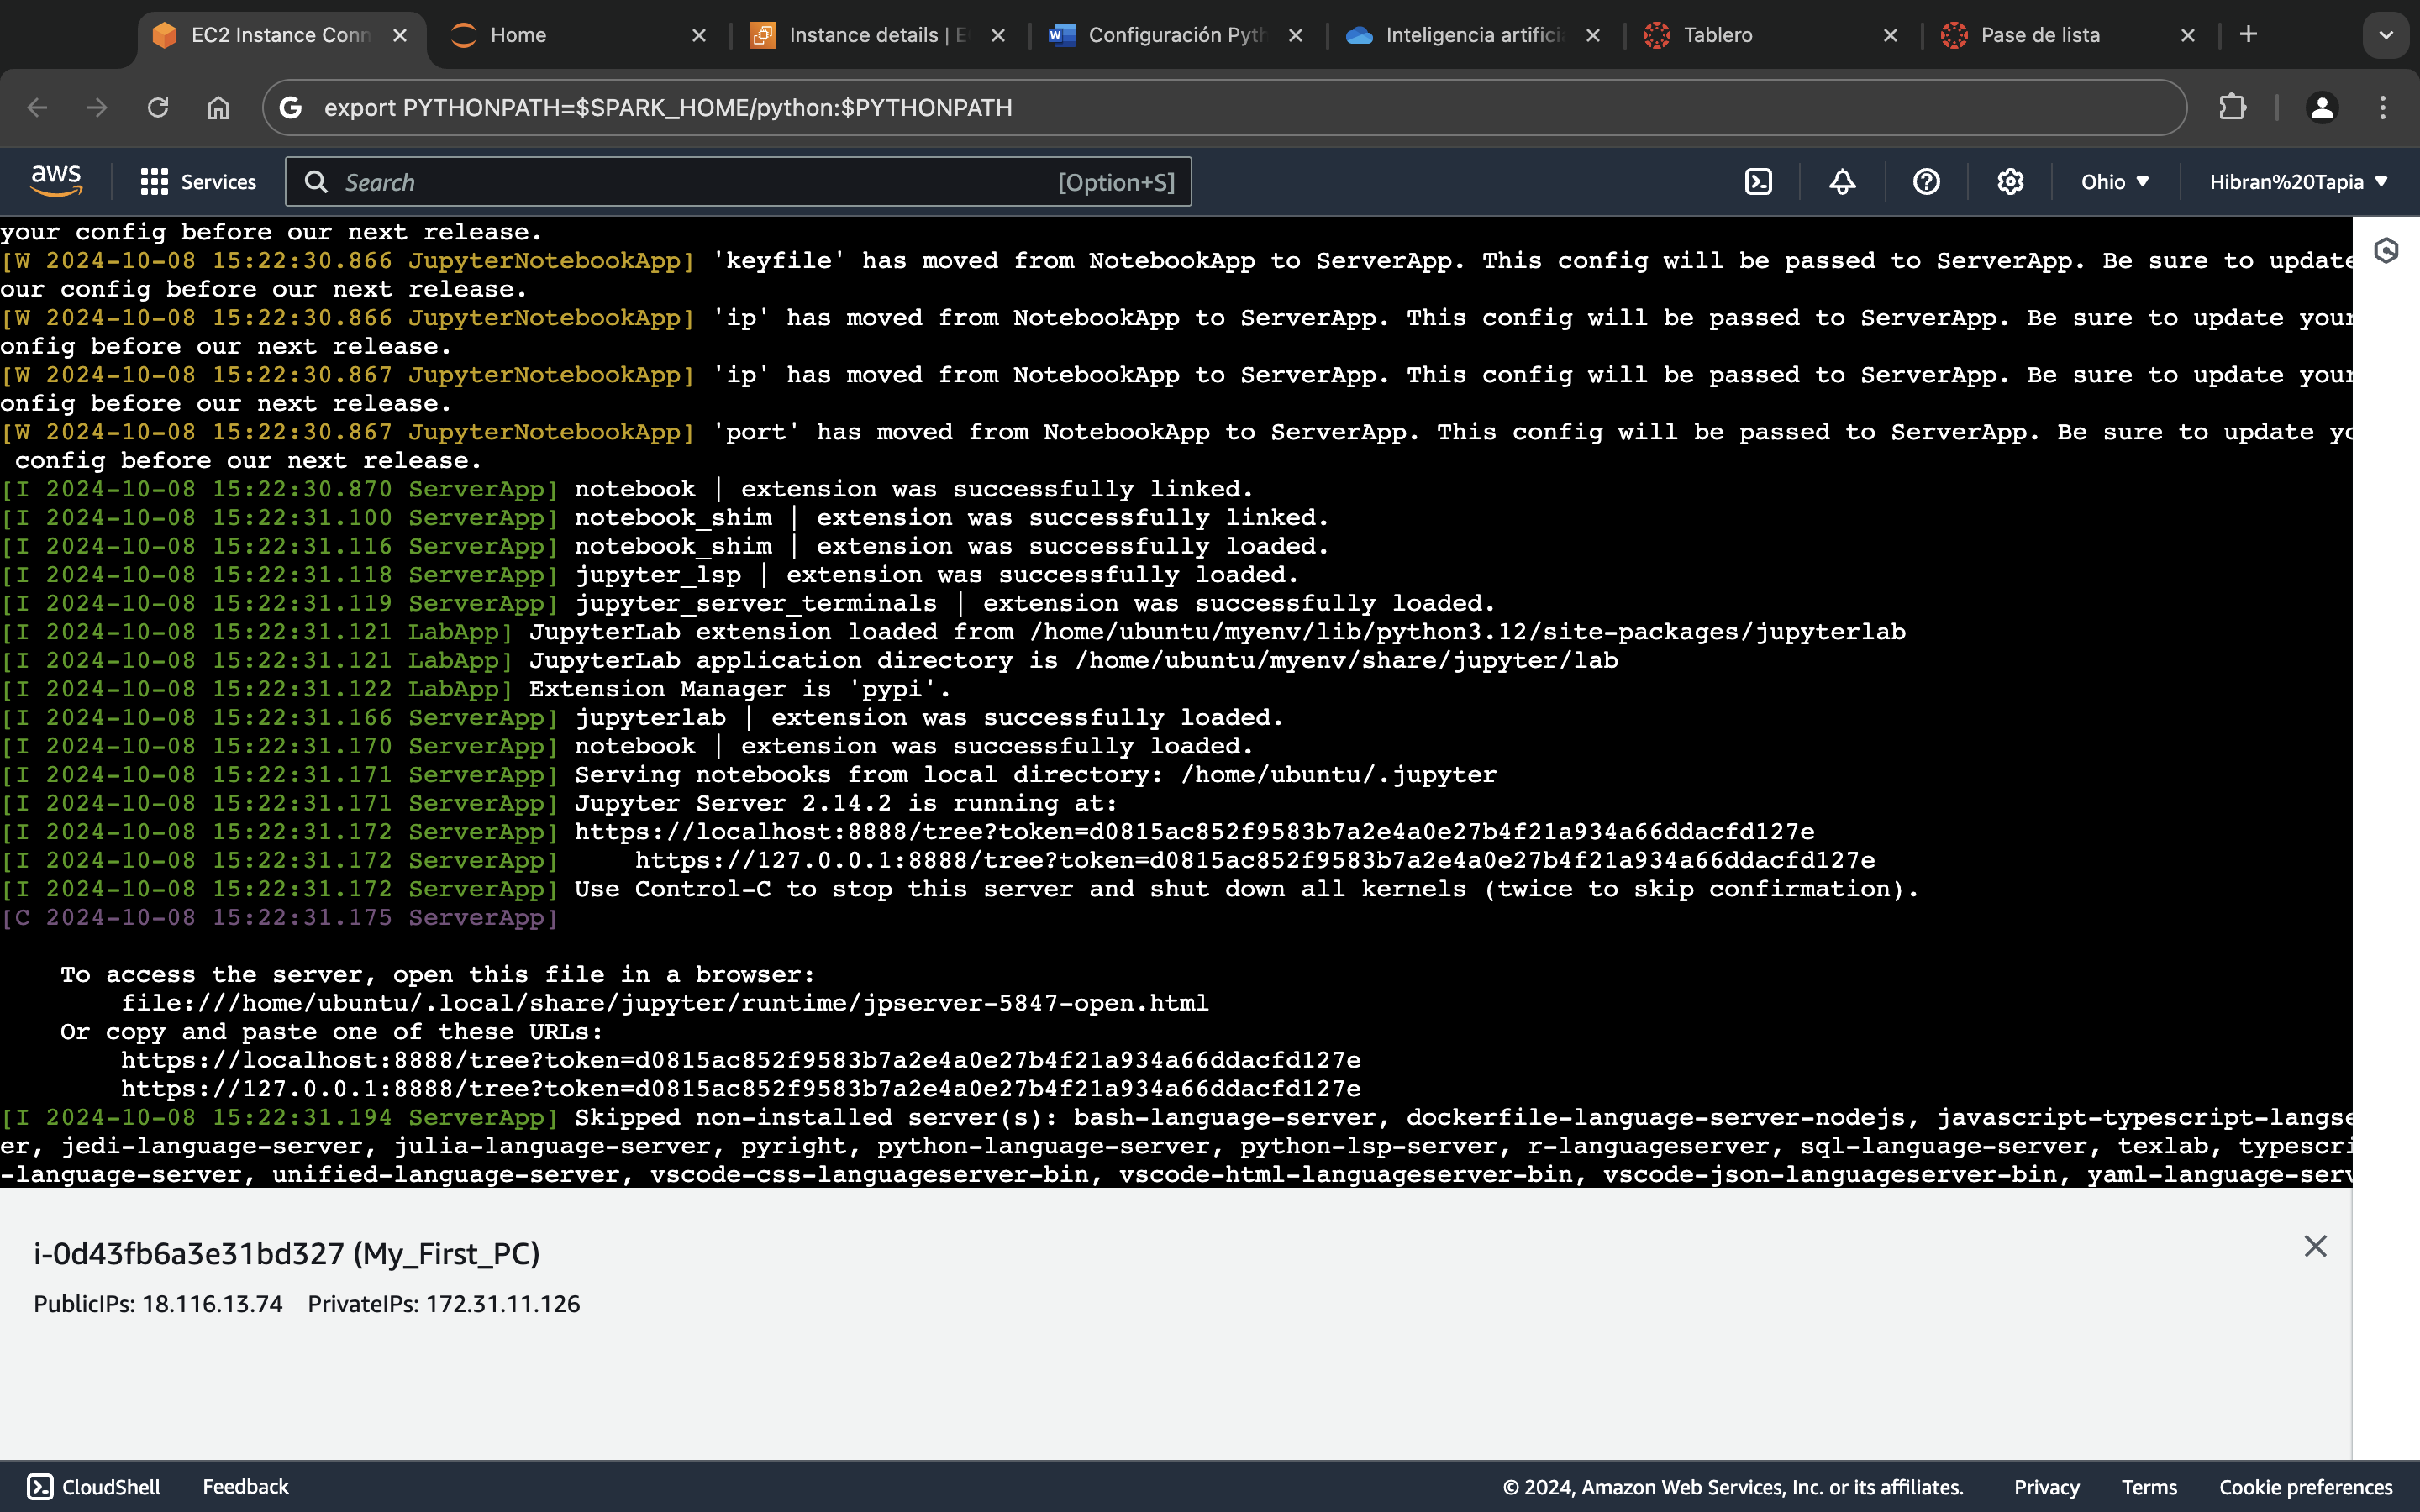 EC2 Instance Conn
Home
Instance details | E
Configuración Pyth
Inteligencia artifici
Tablero
Pase de lista
export PYTHONPATH=$SPARK_HOME/python:$PYTHONPATH
aws
Services
Search
[Option+S]
Ohio
Hibran%20Tapia
your config before our next release.
[W 2024-10-08 15:22:30.866 JupyterNotebookApp] 'keyfile' has moved from NotebookApp to ServerApp. This config will be passed to ServerApp. Be sure to update
our config before our next release.
[W 2024-10-08 15:22:30.866 JupyterNotebookApp] 'ip' has moved from NotebookApp to ServerApp. This config will be passed to ServerApp. Be sure to update your
onfig before our next release.
[W 2024-10-08 15:22:30.867 JupyterNotebookApp] 'ip' has moved from NotebookApp to ServerApp. This config will be passed to ServerApp. Be sure to update your
onfig before our next release.
[W 2024-10-08 15:22:30.867 JupyterNotebookApp] 'port' has moved from NotebookApp to ServerApp. This config will be passed to ServerApp. Be sure to update yo
config before our next release.
[I 2024-10-08 15:22:30.870 ServerApp] notebook | extension was successfully linked.
[I 2024-10-08 15:22:31.100 ServerApp] notebook_shim | extension was successfully linked.
[I 2024-10-08 15:22:31.116 ServerApp] notebook_shim | extension was successfully loaded.
[I 2024-10-08 15:22:31.118 ServerApp] jupyter_lsp | extension was successfully loaded.
[I 2024-10-08 15:22:31.119 ServerApp] jupyter_server_terminals | extension was successfully loaded.
[I 2024-10-08 15:22:31.121 LabApp] JupyterLab extension loaded from /home/ubuntu/myenv/lib/python3.12/site-packages/jupyterlab
[I 2024-10-08 15:22:31.121 LabApp] JupyterLab application directory is /home/ubuntu/myenv/share/jupyter/lab
[I 2024-10-08 15:22:31.122 LabApp] Extension Manager is 'pypi'.
[I 2024-10-08 15:22:31.166 ServerApp] jupyterlab | extension was successfully loaded.
[I 2024-10-08 15:22:31.170 ServerApp] notebook | extension was successfully loaded.
[I 2024-10-08 15:22:31.171 ServerApp] Serving notebooks from local directory: /home/ubuntu/.jupyter
[I 2024-10-08 15:22:31.171 ServerApp] Jupyter Server 2.14.2 is running at:
[I 2024-10-08 15:22:31.172 ServerApp] https://localhost:8888/tree?token=d0815ac852f9583b7a2e4a0e27b4f21a934a66ddacfd127e
[I 2024-10-08 15:22:31.172 ServerApp]     https://127.0.0.1:8888/tree?token=d0815ac852f9583b7a2e4a0e27b4f21a934a66ddacfd127e
[I 2024-10-08 15:22:31.172 ServerApp] Use Control-C to stop this server and shut down all kernels (twice to skip confirmation).
[C 2024-10-08 15:22:31.175 ServerApp]
To access the server, open this file in a browser:
file:///home/ubuntu/.local/share/jupyter/runtime/jpserver-5847-open.html
Or copy and paste one of these URLs:
https://localhost:8888/tree?token=d0815ac852f9583b7a2e4a0e27b4f21a934a66ddacfd127e
https://127.0.0.1:8888/tree?token=d0815ac852f9583b7a2e4a0e27b4f21a934a66ddacfd127e
[I 2024-10-08 15:22:31.194 ServerApp] Skipped non-installed server(s): bash-language-server, dockerfile-language-server-nodejs, javascript-typescript-langse
er, jedi-language-server, julia-language-server, pyright, python-language-server, python-lsp-server, r-languageserver, sql-language-server, texlab, typescri
-language-server, unified-language-server, vscode-css-languageserver-bin, vscode-html-languageserver-bin, vscode-json-languageserver-bin, yaml-language-serv
i-0d43fb6a3e31bd327 (My_First_PC)
PublicIPs: 18.116.13.74    PrivateIPs: 172.31.11.126
CloudShell
Feedback
© 2024, Amazon Web Services, Inc. or its affiliates.
Privacy
Terms
Cookie preferences